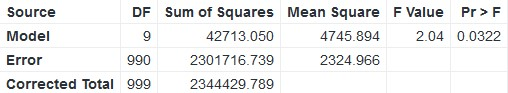 Source DF Sum of Squares Mean Square F Value Pr > F
Model 9 42713.050 4745.894 2.04 0.0322
Error 990 2301716.739 2324.966
Corrected Total 999 2344429.789